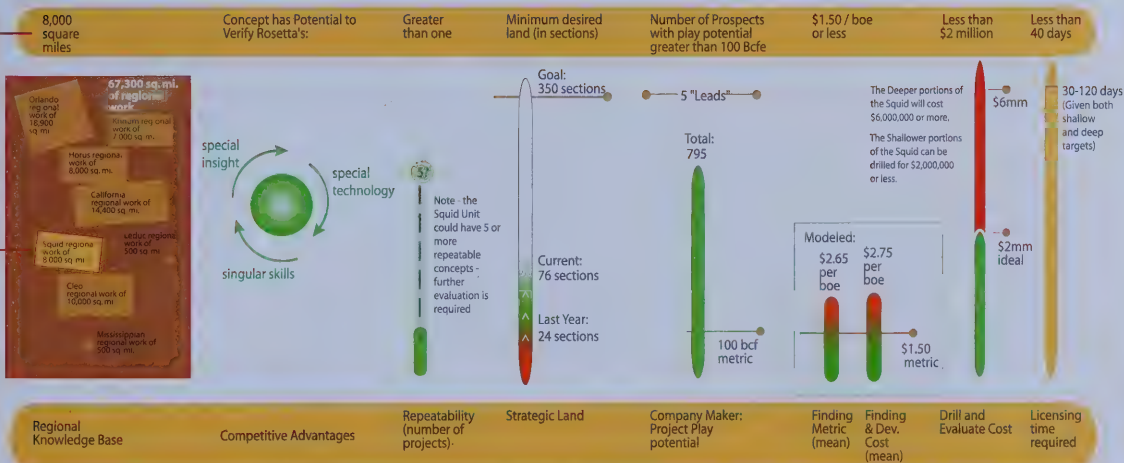 8,000
square
miles
Concept has Potential to
Verify Rosetta's:
Greater
than one
Minimum desired
land (in sections)
Number of Prospects
with play potential
greater than 100 Bcfe
$1.50 / boe
or less
Less than
$2 million
Less than
40 days
67,300 sq. mi.
of regional
work
Orlando
regional
work of
18,900
sq. mi.
regional
work of
7,000 sq. mi.
Horus regional
work of
8,000 sq. mi.
California
regional work of
14,400 sq. mi.
Squid regional
work of
8,000 sq. mi.
Leduc regional
work of
500 sq. mi.
Cleo
regional work of
10,000 sq. mi.
Mississippian
regional work of
500 sq. mi.
special
insight
special
technology
singular skills
5?
Note - the
Squid Unit
could have 5 or
more
repeatable
concepts -
further
evaluation is
required
Goal:
350 sections
Current:
76 sections
Last Year:
24 sections
5 "Leads"
Total:
795
100 bcf
metric
Modeled:
$2.65
per
boe
$2.75
per
boe
$1.50
metric
The Deeper portions of
the Squid will cost
$6,000,000 or more.
The Shallower portions
of the Squid can be
drilled for $2,000,000
or less.
$6mm
$2mm
ideal
30-120 days
(Given both
shallow
and deep
targets)
Regional
Knowledge Base
Competitive Advantages
Repeatability
(number of
projects)
Strategic Land
Company Maker:
Project Play
potential
Finding
Metric
(mean)
Finding
& Dev.
Cost
(mean)
Drill and
Evaluate Cost
Licensing
time
required